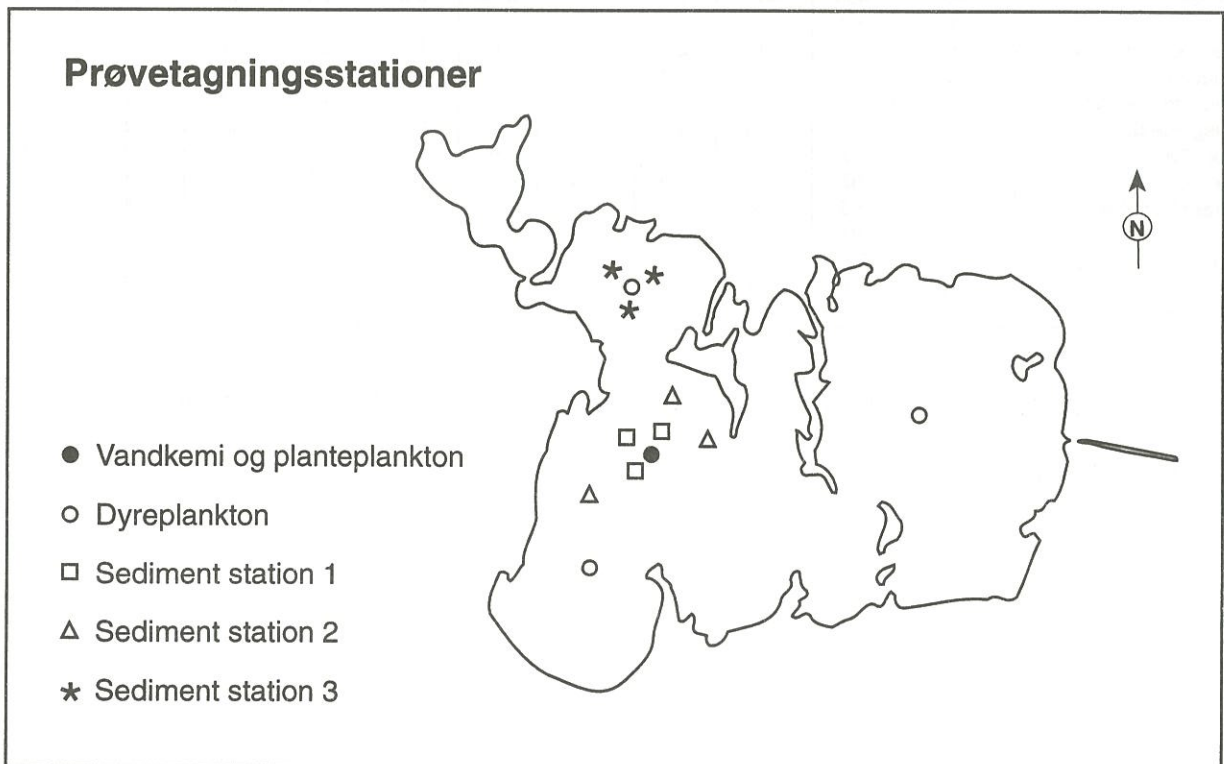 Prøvetagningsstationer
N
Vandkemi og planteplankton
Dyreplankton
Sediment station 1
Sediment station 2
Sediment station 3